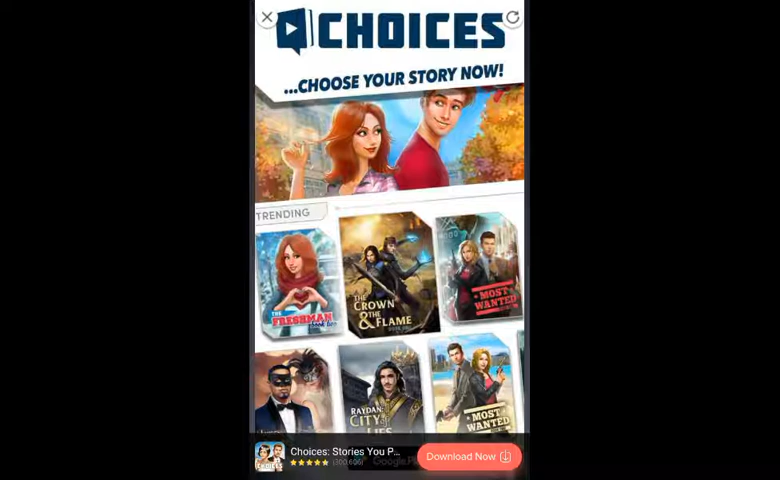 CHOICES
...CHOOSE YOUR STORY NOW!
TRENDING
THE
FRESHMAN
THE
CROWN
& THE
FLAME
MOST
WANTED
RAYDAN:
CITY OF
LIES
MOST
WANTED
CHOICES
Choices: Stories You P...
Download Now